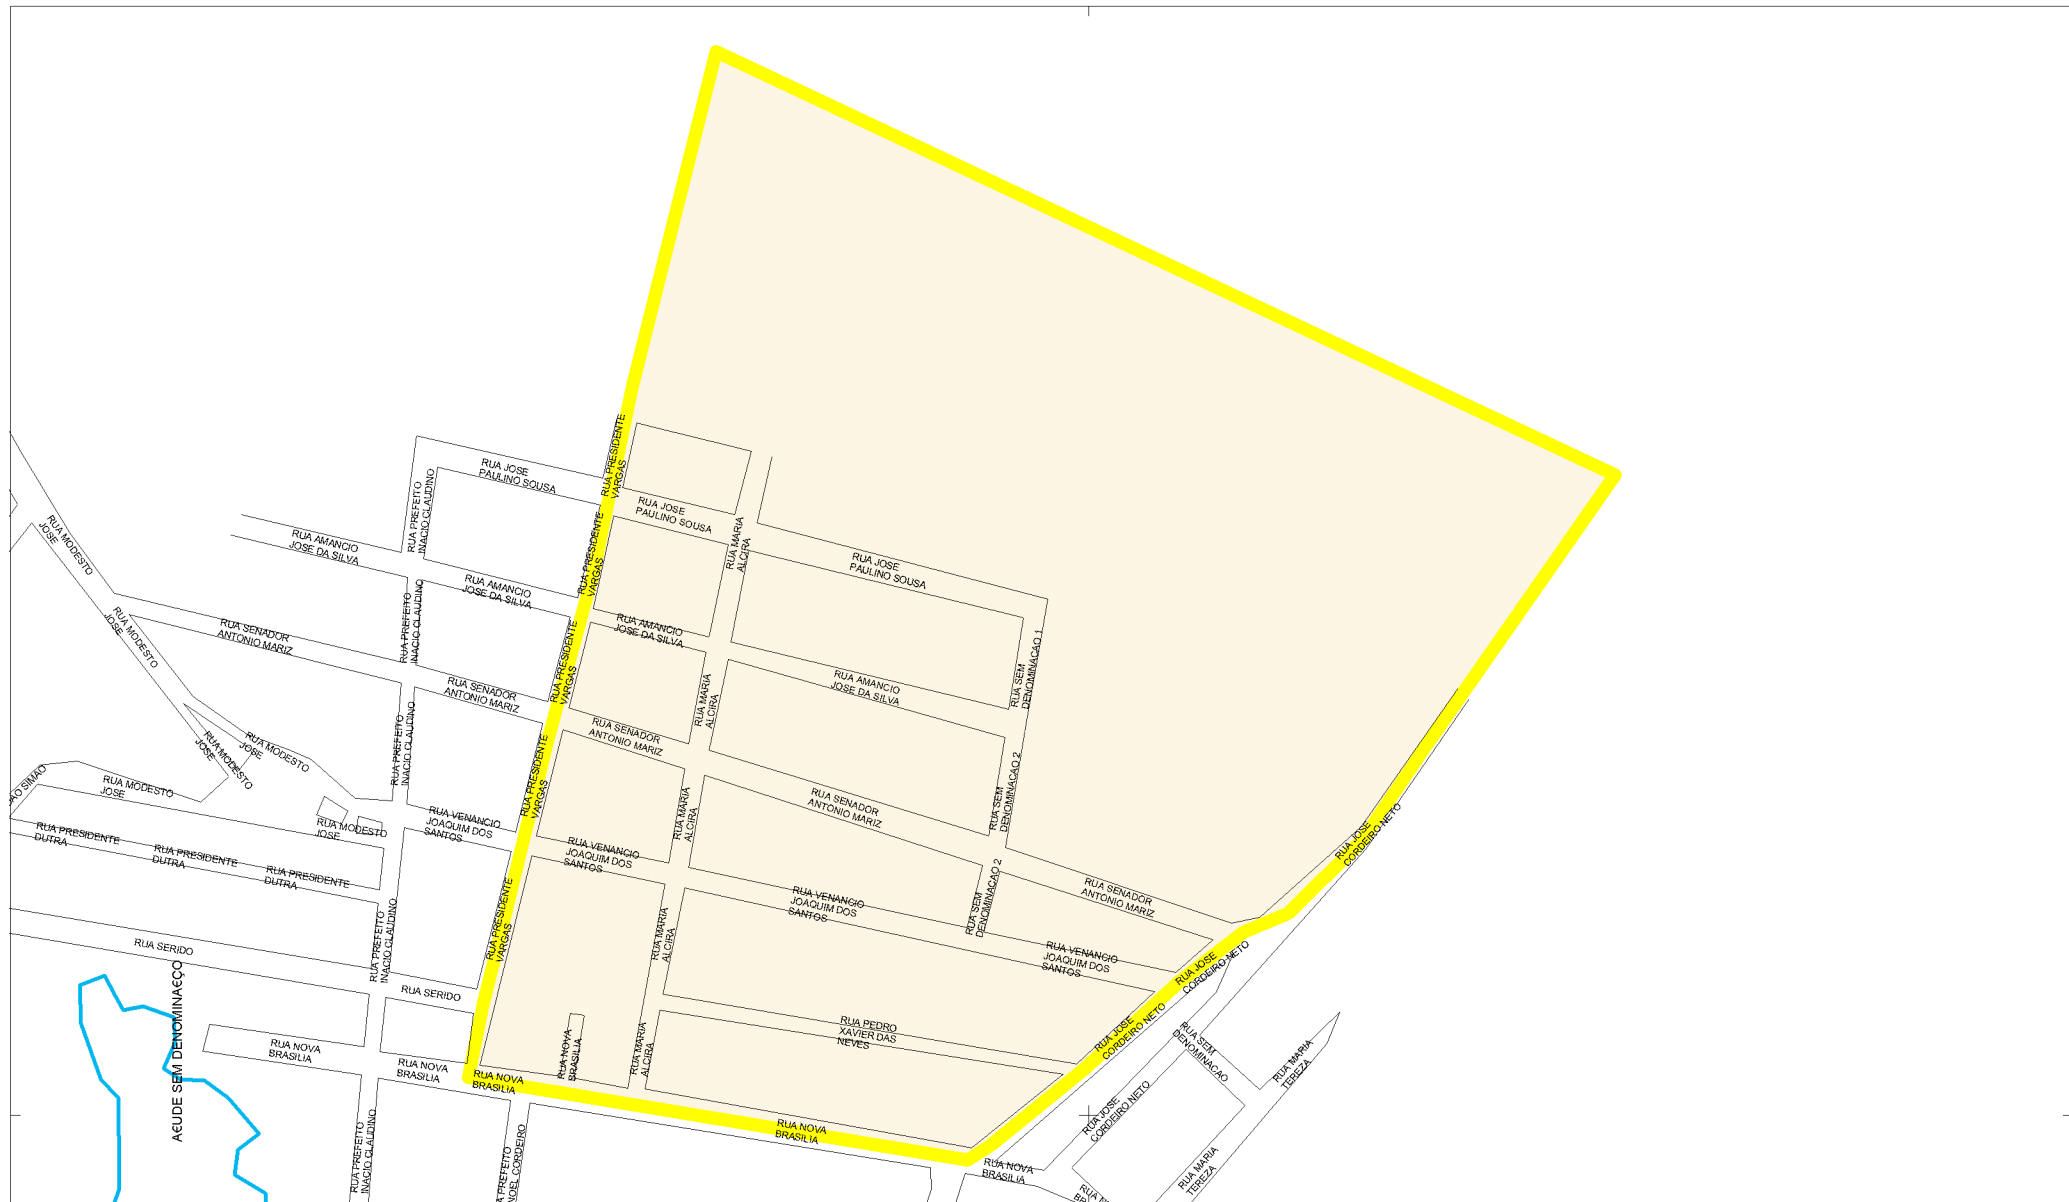 RUA PRESIDENTE
VARGAS
RUA JOSE
PAULINO SOUSA
RUA PREFEITO
INACIO CLAUDINO
RUA JOSE
PAULINO SOUSA
RUA MODESTO
JOSE
RUA AMANCIO
JOSE DA SILVA
RUA PRESIDENTE
VARGAS
RUA MARIA
ALCIRA
RUA JOSE
PAULINO SOUSA
RUA AMANCIO
JOSE DA SILVA
RUA PREFEITO
INACIO CLAUDINO
RUA MODESTO
JOSE
RUA SENADOR
ANTONIO MARIZ
RUA AMANCIO
JOSE DA SILVA
RUA PRESIDENTE
VARGAS
RUA SEM
DENOMINACAO 1
RUA SENADOR
ANTONIO MARIZ
RUA MARIA
ALCIRA
RUA AMANCIO
JOSE DA SILVA
RUA PREFEITO
INACIO CLAUDINO
RUA SENADOR
ANTONIO MARIZ
RUA MODESTO
JOSE
RUA MODESTO
JOSE
RUA PRESIDENTE
VARGAS
RUA SEM
DENOMINACAO 2
RUA MODESTO
JOSE
AO SIMAO
RUA MARIA
ALCIRA
RUA SENADOR
ANTONIO MARIZ
RUA VENANCIO
JOAQUIM DOS
SANTOS
RUA MODESTO
JOSE
RUA PRESIDENTE
DUTRA
RUA PRESIDENTE
DUTRA
RUA PRESIDENTE
DUTRA
RUA VENANCIO
JOAQUIM DOS
SANTOS
RUA JOSE
CORDEIRO NETO
RUA PRESIDENTE
VARGAS
RUA VENANCIO
JOAQUIM DOS
SANTOS
RUA SEM
DENOMINACAO 2
RUA SENADOR
ANTONIO MARIZ
RUA PREFEITO
INACIO CLAUDINO
RUA MARIA
ALCIRA
RUA SERIDO
RUA VENANCIO
JOAQUIM DOS
SANTOS
RUA JOSE
CORDEIRO NETO
RUA SERIDO
AÇUDE SEM DENOMINAÇÇO
RUA PEDRO
XAVIER DAS
NEVES
RUA JOSE
CORDEIRO NETO
RUA NOVA
BRASILIA
RUA NOVA
BRASILIA
RUA NOVA
BRASILIA
RUA NOVA
BRASILIA
RUA MARIA
ALCIRA
RUA SEM
DENOMINACAO
RUA MARIA
TEREZA
RUA JOSE
CORDEIRO NETO
RUA NOVA
BRASILIA
RUA PREFEITO
INACIO CLAUDINO
A PREFEITO
NOEL CORDEIRO
RUA NOVA
BRASILIA
RUA MARIA
TEREZA